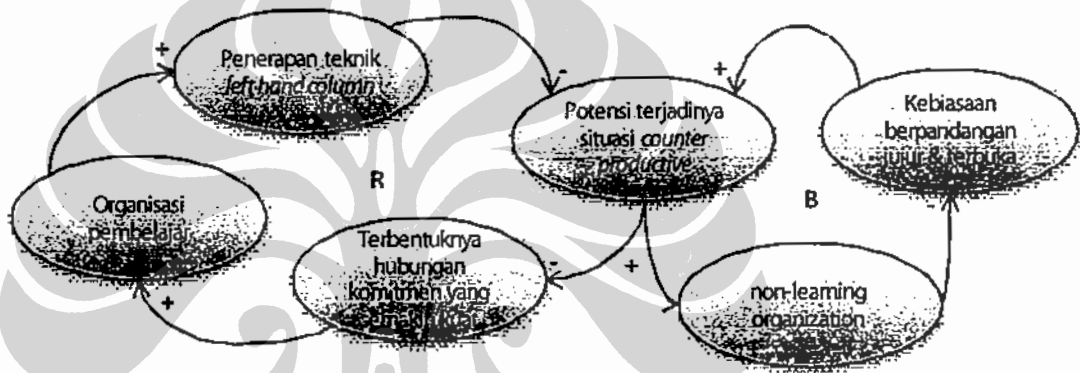 Penerapan teknik
left-hand column
+
-
+
Potensi terjadinya
situasi counter
productive
Kebiasaan
berpandangan
jujur & terbuka
R
B
Organisasi
pembelajar
Terbentuknya
hubungan
komitmen yang
-
+
-
+
non-learning
organization